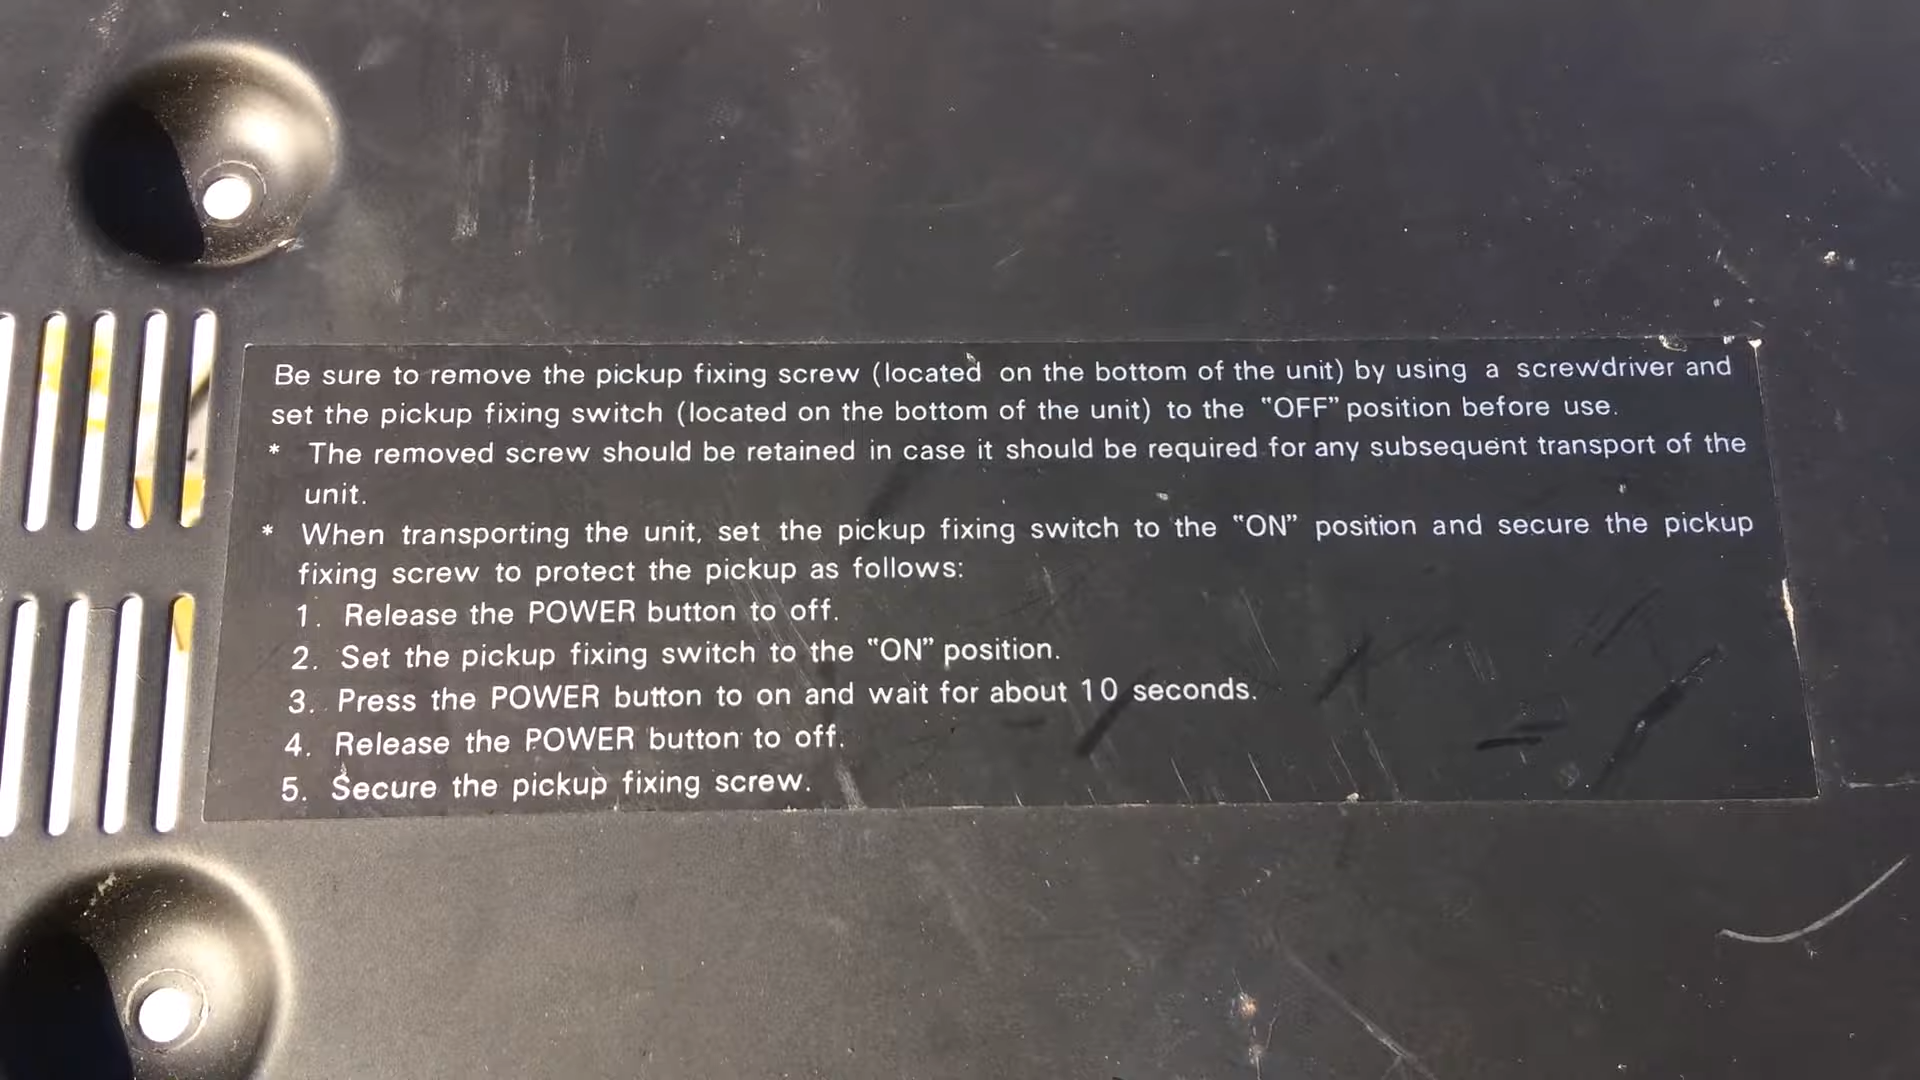 Be sure to remove the pickup fixing screw (located on the bottom of the unit) by using a screwdriver and
set the pickup fixing switch (located on the bottom of the unit) to the "OFF" position before use.
* The removed screw should be retained in case it should be required for any subsequent transport of the
unit.
* When transporting the unit, set the pickup fixing switch to the "ON" position and secure the pickup
fixing screw to protect the pickup as follows:
1. Release the POWER button to off.
2. Set the pickup fixing switch to the "ON" position.
3. Press the POWER button to on and wait for about 10 seconds.
4. Release the POWER button to off.
5. Secure the pickup fixing screw.